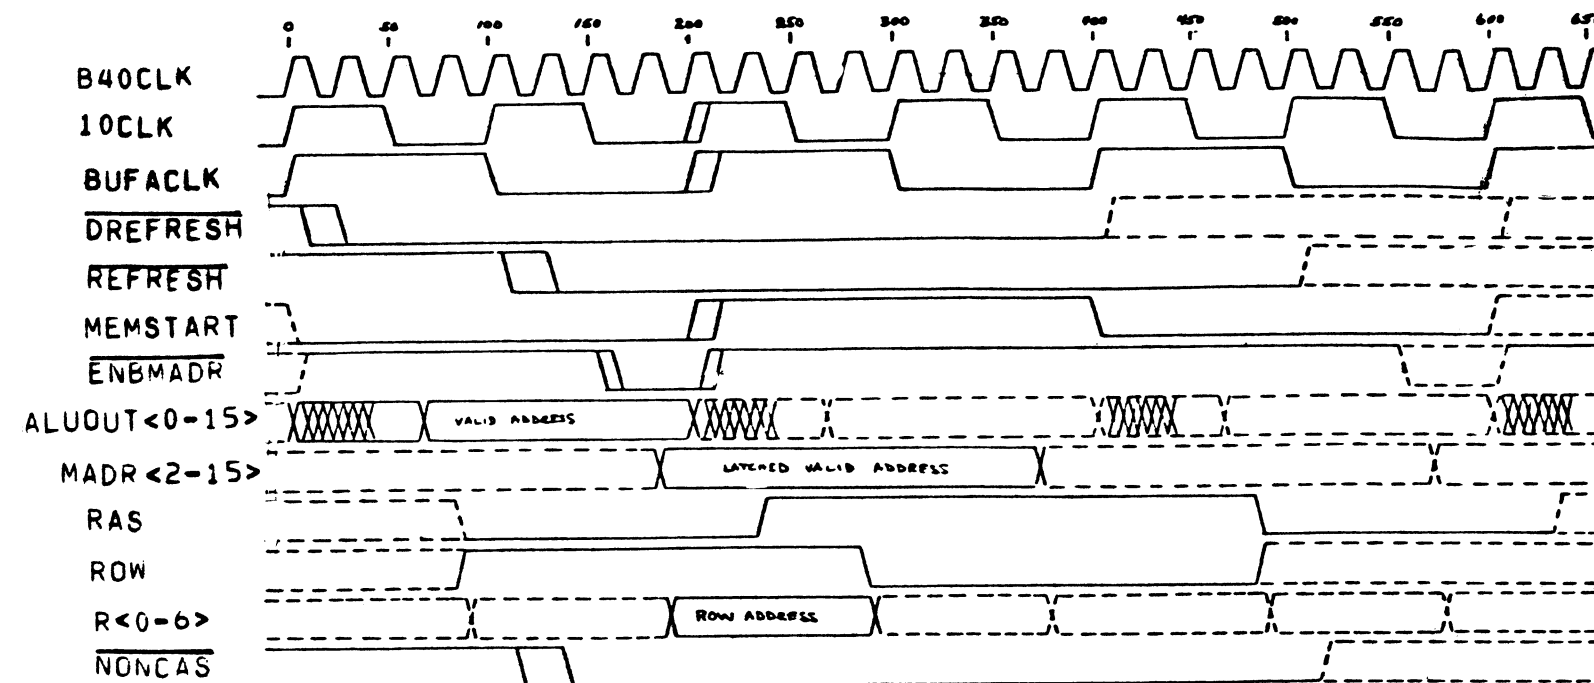 0 50 100 150 200 250 300 350 400 450 500 550 600 650
B40CLK
10CLK
BUFACLK
DREFRESH
REFRESH
MEMSTART
ENBMADR
ALUOUT<0-15> VALID ADDRESS
MADR<2-15> LATCHED VALID ADDRESS
RAS
ROW
R<0-6> ROW ADDRESS
NONCAS